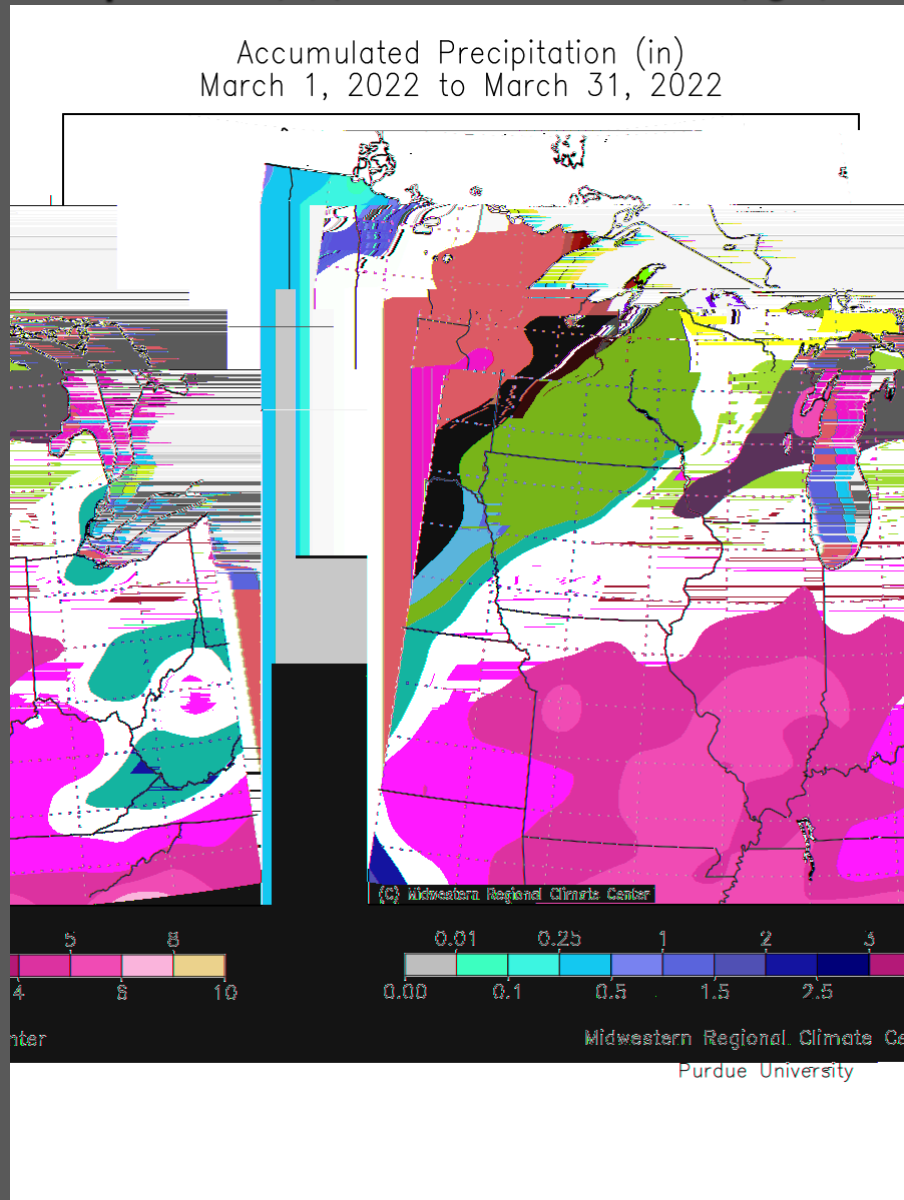 Accumulated Precipitation (in)
March 1, 2022 to March 31, 2022
(C) Midwestern Regional Climate Center
5 8 0.01 0.25 1 2 3
4 10 0.00 0.1 0.5 1.5 2.5
nter Midwestern Regional Climate Ce
Purdue University